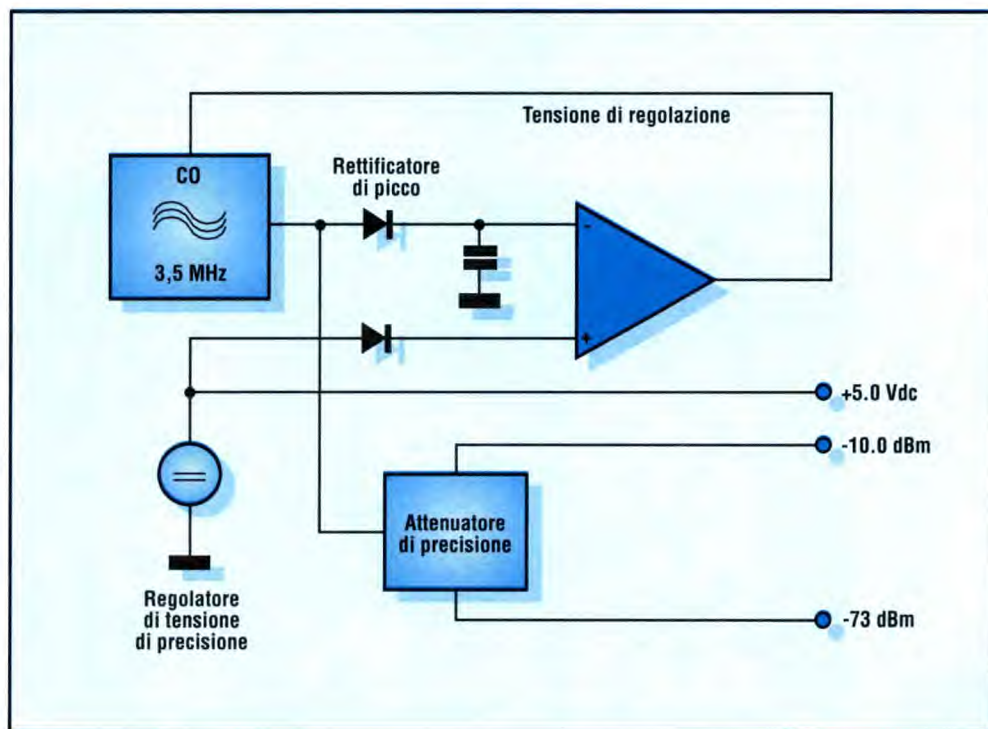 Tensione di regolazione
CO
3,5 MHz
Rettificatore
di picco
-
+
+5.0 Vdc
-10.0 dBm
Attenuatore
di precisione
-73 dBm
Regolatore
di tensione
di precisione